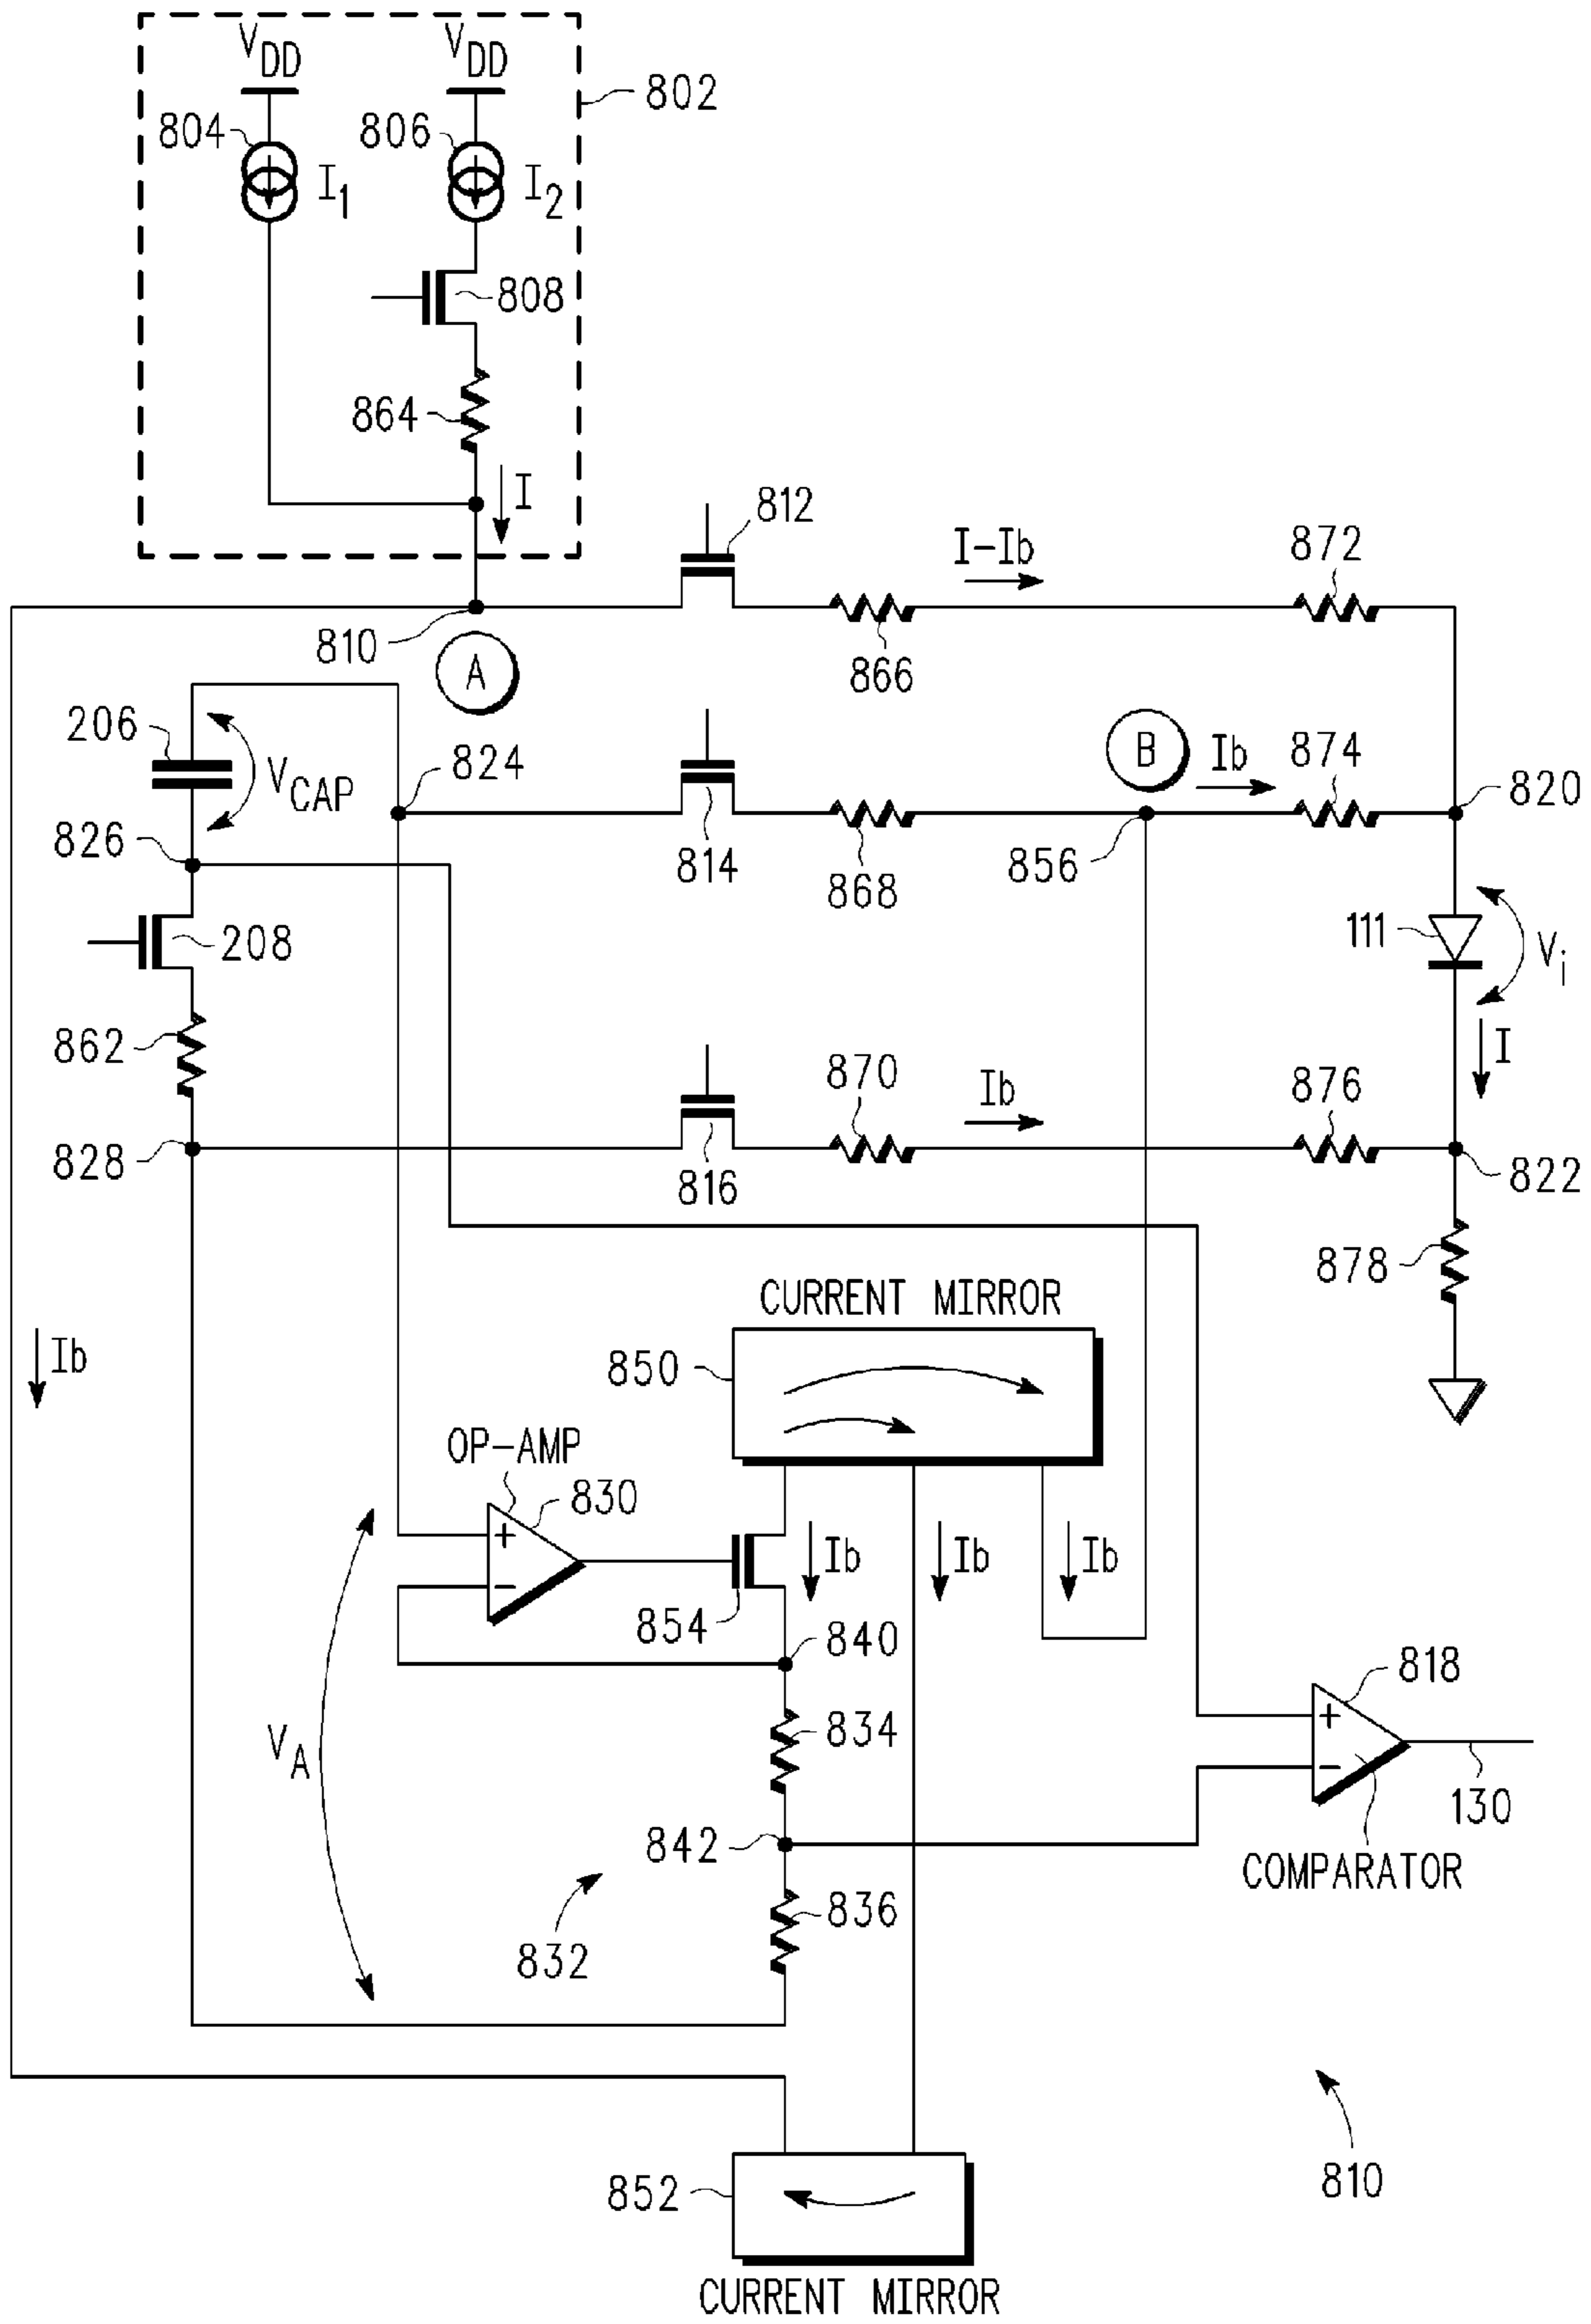 VDD VDD
802
804 806
I1 I2
808
864
I
812
I-Ib
872
810
A
866
206
VCAP
824
B
Ib
874
820
826
814
868
856
208
111
Vi
862
I
870
Ib
876
828
816
822
878
CURRENT MIRROR
Ib
850
OP-AMP
830
Ib Ib Ib
854
840
818
VA
834
842
130
COMPARATOR
836
832
852
810
CURRENT MIRROR